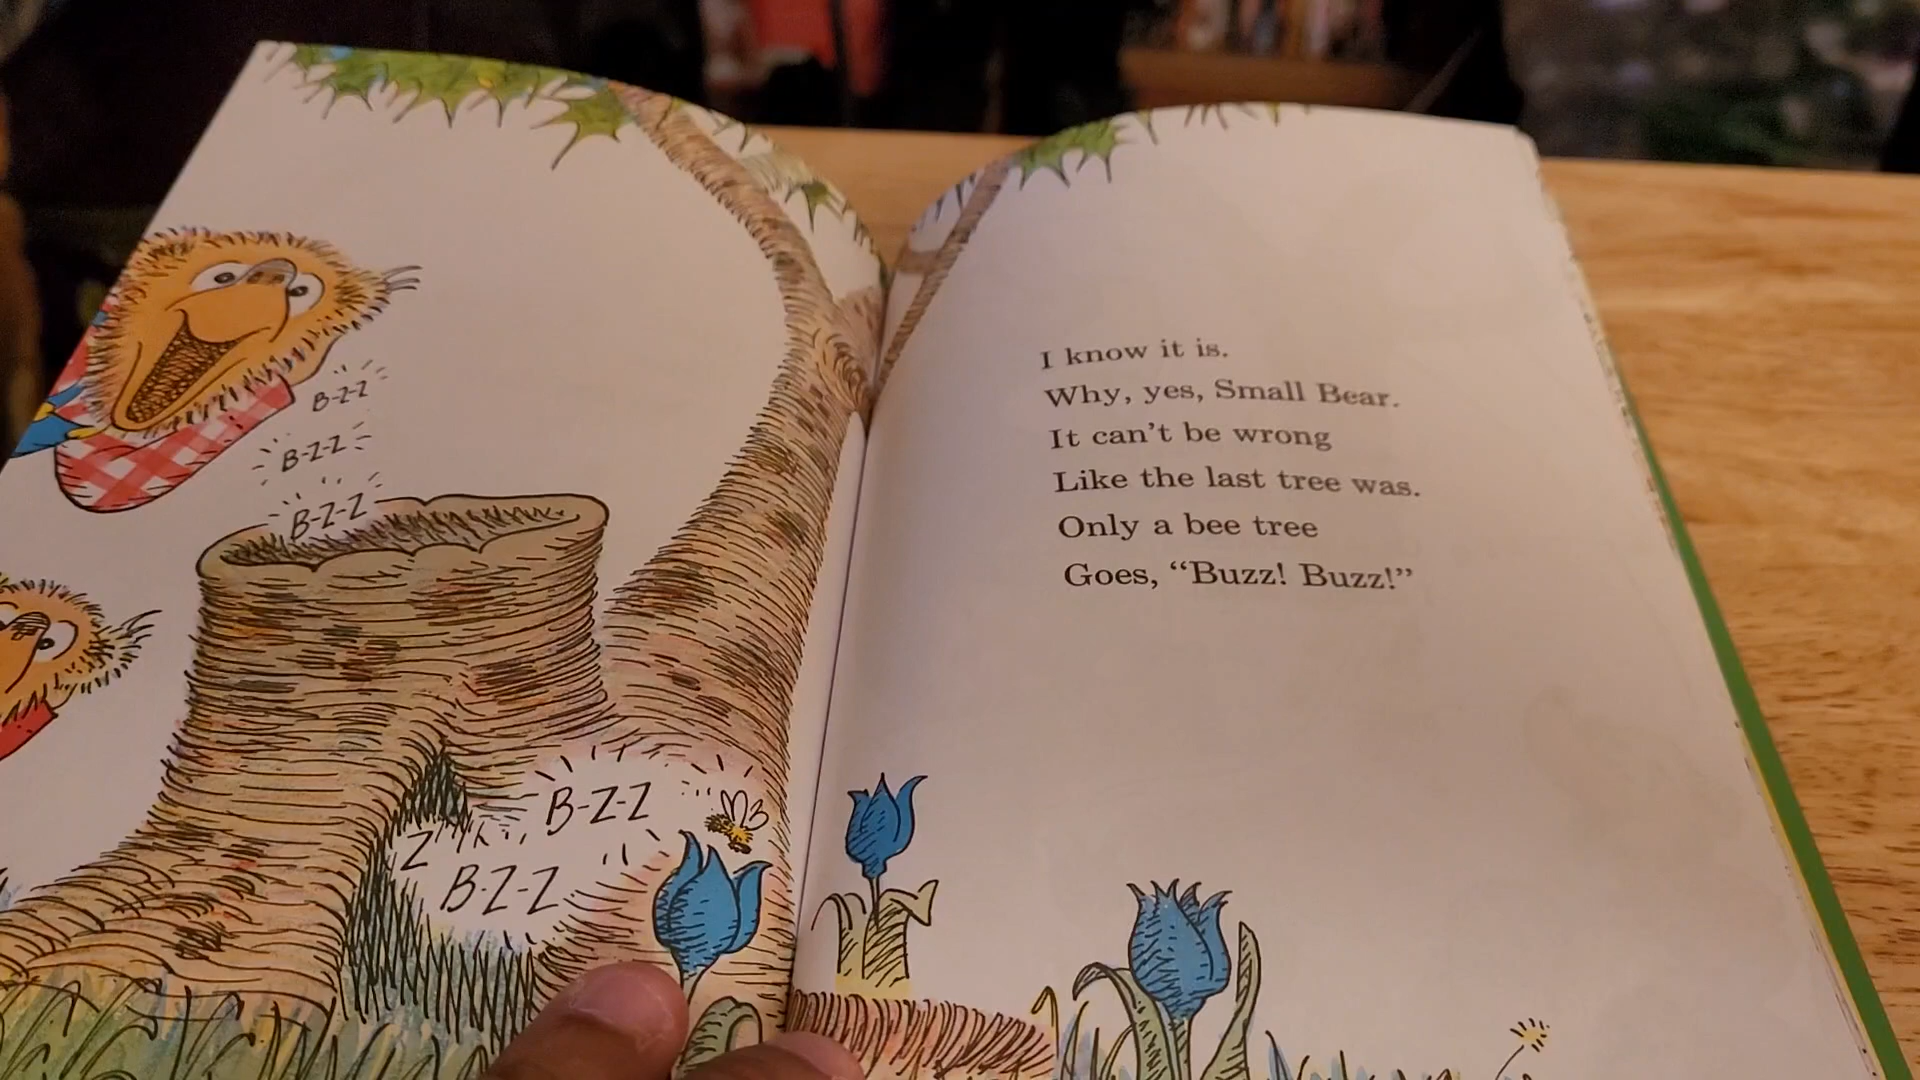 B-Z-Z
B-Z-Z
B-Z-Z
B-Z-Z
Z
B-Z-Z
I know it is.
Why, yes, Small Bear.
It can't be wrong
Like the last tree was.
Only a bee tree
Goes, “Buzz! Buzz!”